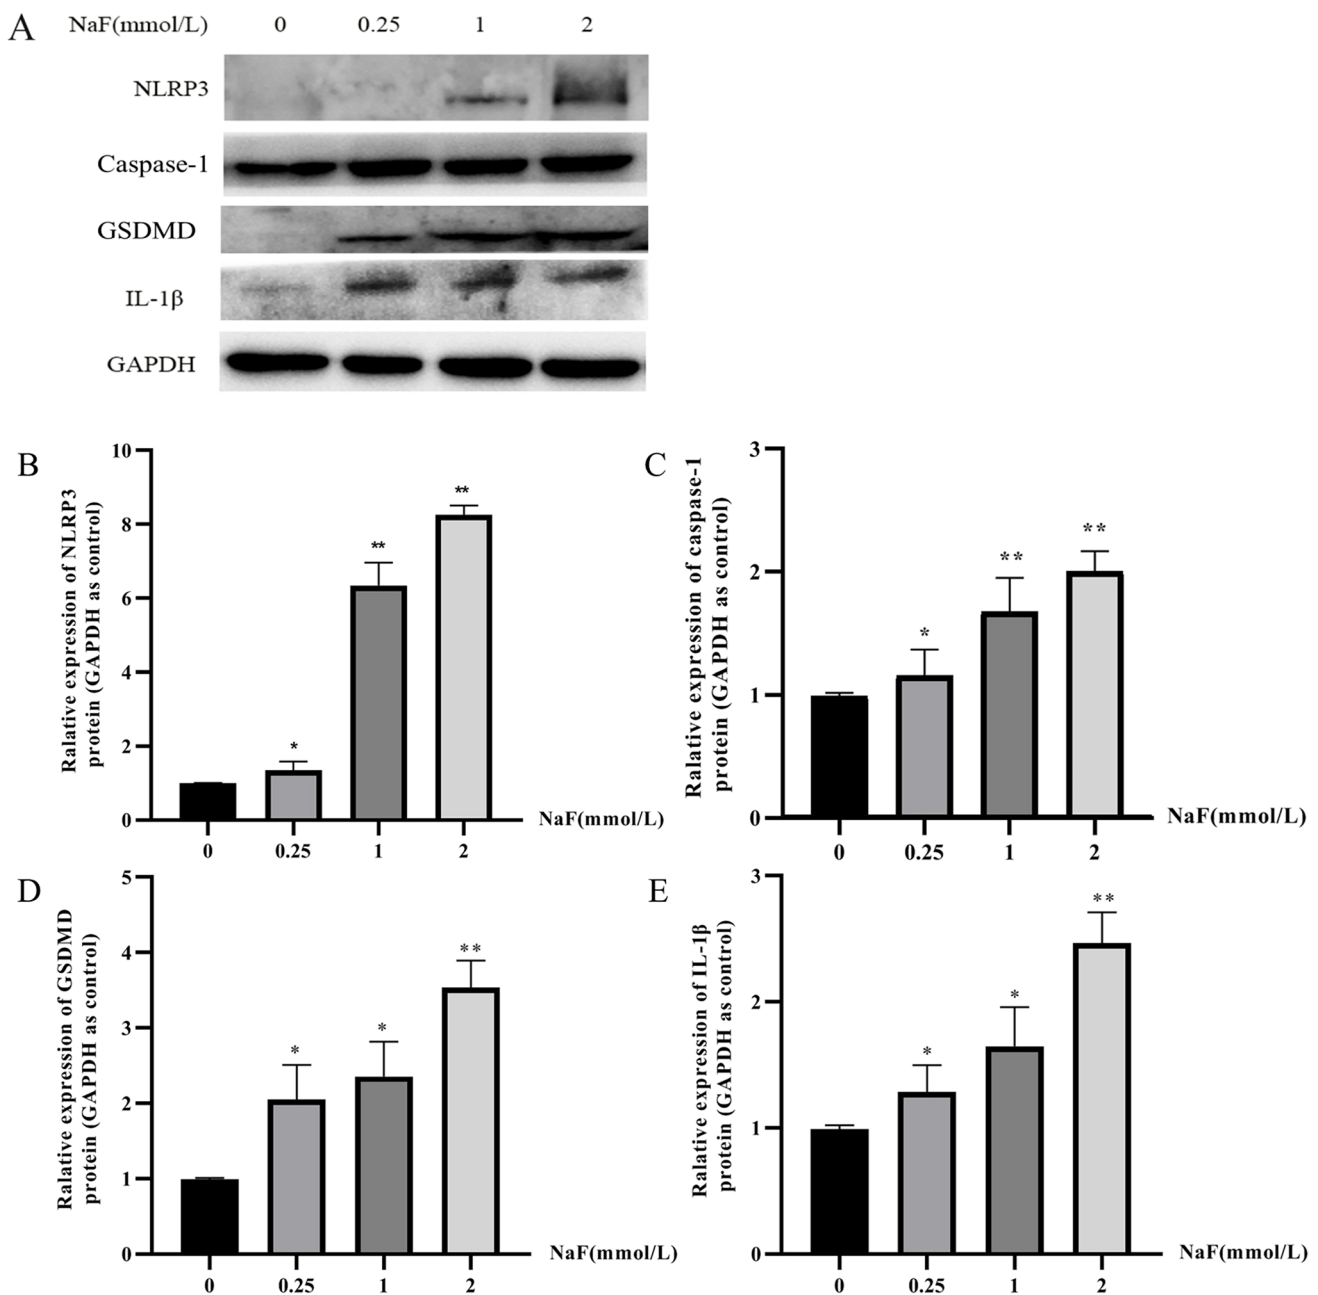 A NaF(mmol/L) 0 0.25 1 2
NLRP3
Caspase-1
GSDMD
IL-1β
GAPDH
B
Ralative expression of NLRP3
protein (GAPDH as control)
10
8
6
4
2
0
*
**
**
0 0.25 1 2
NaF(mmol/L)
C
Ralative expression of caspase-1
protein (GAPDH as control)
3
2
1
0
*
**
**
0 0.25 1 2
NaF(mmol/L)
D
Ralative expression of GSDMD
protein (GAPDH as control)
5
4
3
2
1
0
*
*
**
0 0.25 1 2
NaF(mmol/L)
E
Ralative expression of IL-1β
protein (GAPDH as control)
3
2
1
0
*
*
**
0 0.25 1 2
NaF(mmol/L)